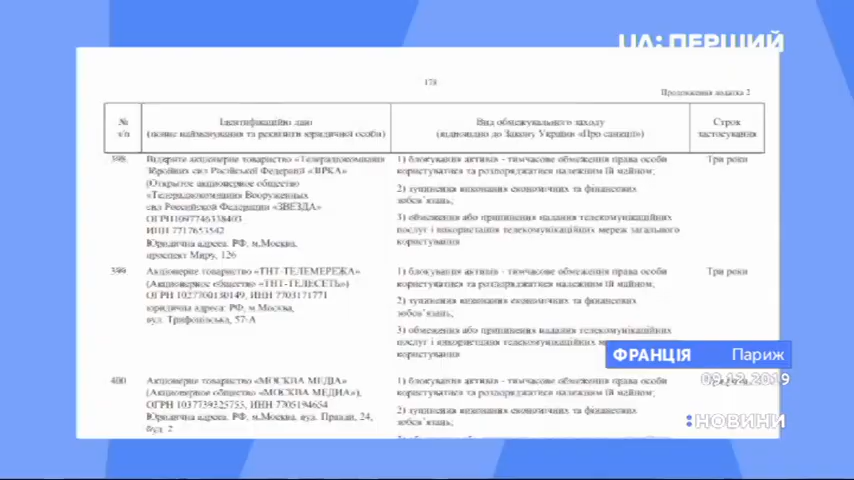 UA: ПЕРШИЙ
178
Продовження додатка 2
№
з/п
Ідентифікаційні дані
(повне найменування та реквізити юридичної особи)
Вид обмежувального заходу
(відповідно до Закону України «Про санкції»)
Строк
застосування
398
Відкрите акціонерне товариство «Телерадіокомпанія
Збройних сил Російської Федерації «ЗІРКА»
(Открытое акционерное общество
«Телерадиокомпания Вооруженных
сил Российской Федерации «ЗВЕЗДА»
ОГРН 1097746338403
ИНН 7717653542
Юридична адреса: РФ, м.Москва,
проспект Миру, 126
1) блокування активів - тимчасове обмеження права особи
користуватися та розпоряджатися належним їй майном;
2) зупинення виконання економічних та фінансових
зобов'язань;
3) обмеження або припинення надання телекомунікаційних
послуг і використання телекомунікаційних мереж загального
користування
Три роки
399
Акціонерне товариство «ТНТ-ТЕЛЕМЕРЕЖА»
(Акционерное общество «ТНТ-ТЕЛЕСЕТЬ»)
ОГРН 1027700130149, ИНН 7703171771
юридична адреса: РФ, м Москва,
вул. Трифонівська, 57-А
1) блокування активів - тимчасове обмеження права особи
користуватися та розпоряджатися належним їй майном;
2) зупинення виконання економічних та фінансових
зобов'язань;
3) обмеження або припинення надання телекомунікаційних
послуг і використання телекомунікаційних
користування
Три роки
ФРАНЦІЯ Париж
09.12.2019
400
Акціонерне товариство «МОСКВА МЕДІА»
(Акционерное общество «МОСКВА МЕДИА»),
ОГРН 1037739325755, ИНН 7705194654
Юридична адреса: РФ, м.Москва, вул. Правди, 24,
буд. 2
1) блокування активів - тимчасове обмеження права особи
користуватися та розпоряджатися належним їй майном;
2) зупинення виконання економічних та фінансових
зобов'язань;
:НОВИНИ